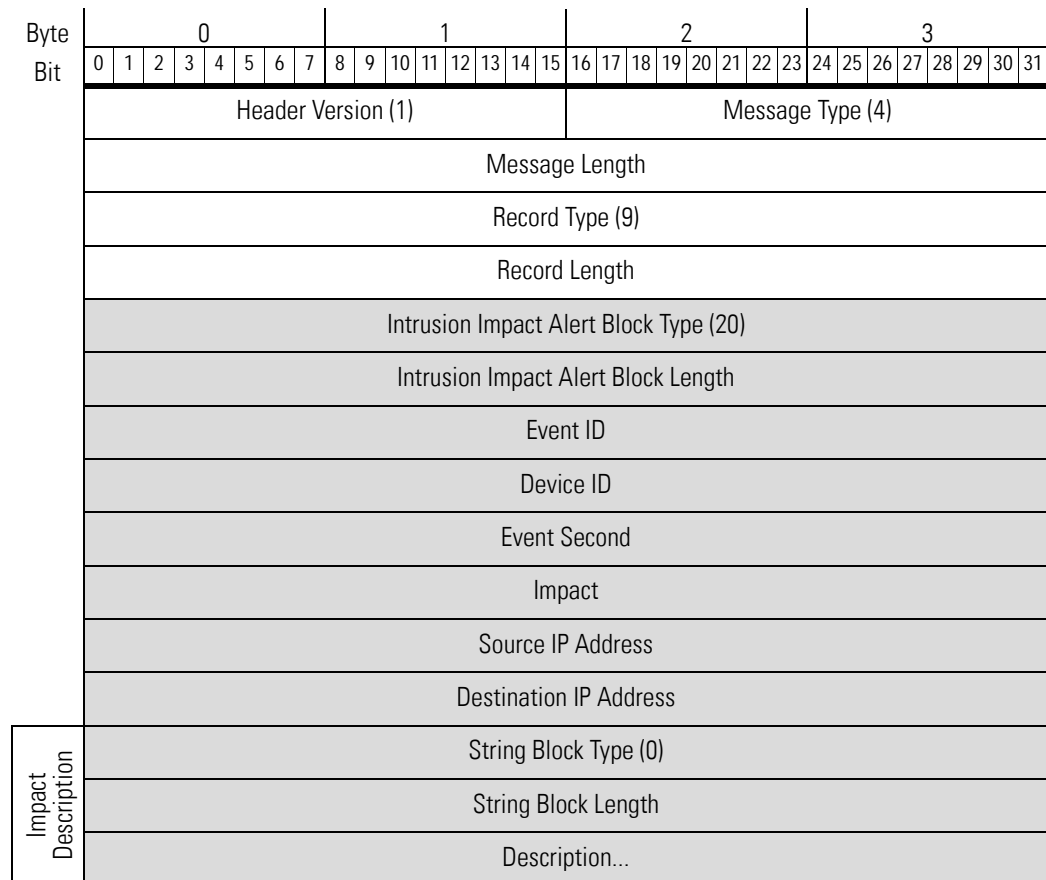 Byte 0 1 2 3
Bit 0 1 2 3 4 5 6 7 8 9 10 11 12 13 14 15 16 17 18 19 20 21 22 23 24 25 26 27 28 29 30 31
Header Version (1) Message Type (4)
Message Length
Record Type (9)
Record Length
Intrusion Impact Alert Block Type (20)
Intrusion Impact Alert Block Length
Event ID
Device ID
Event Second
Impact
Source IP Address
Destination IP Address
Impact
Description
String Block Type (0)
String Block Length
Description...